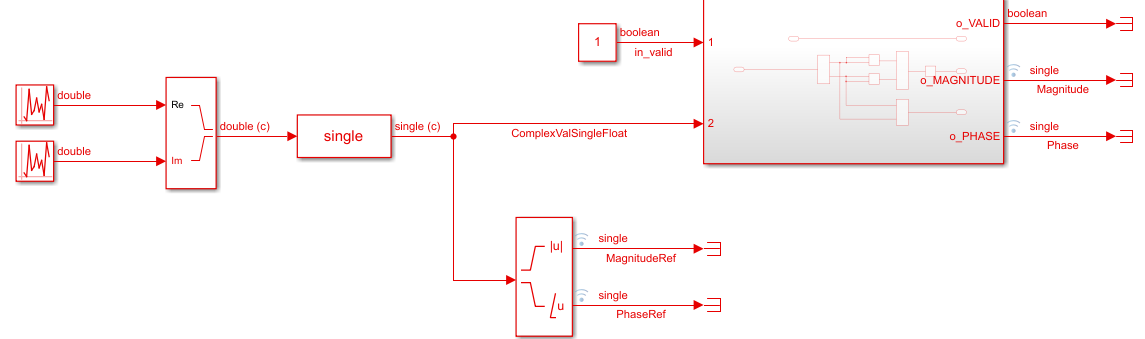 boolean
o_VALID
1
boolean
in_valid
1
single
o_MAGNITUDE
Magnitude
double
Re
double (c)
single
single (c)
ComplexValSingleFloat
2
single
o_PHASE
Phase
double
Im
|u|
single
MagnitudeRef
single
u
PhaseRef